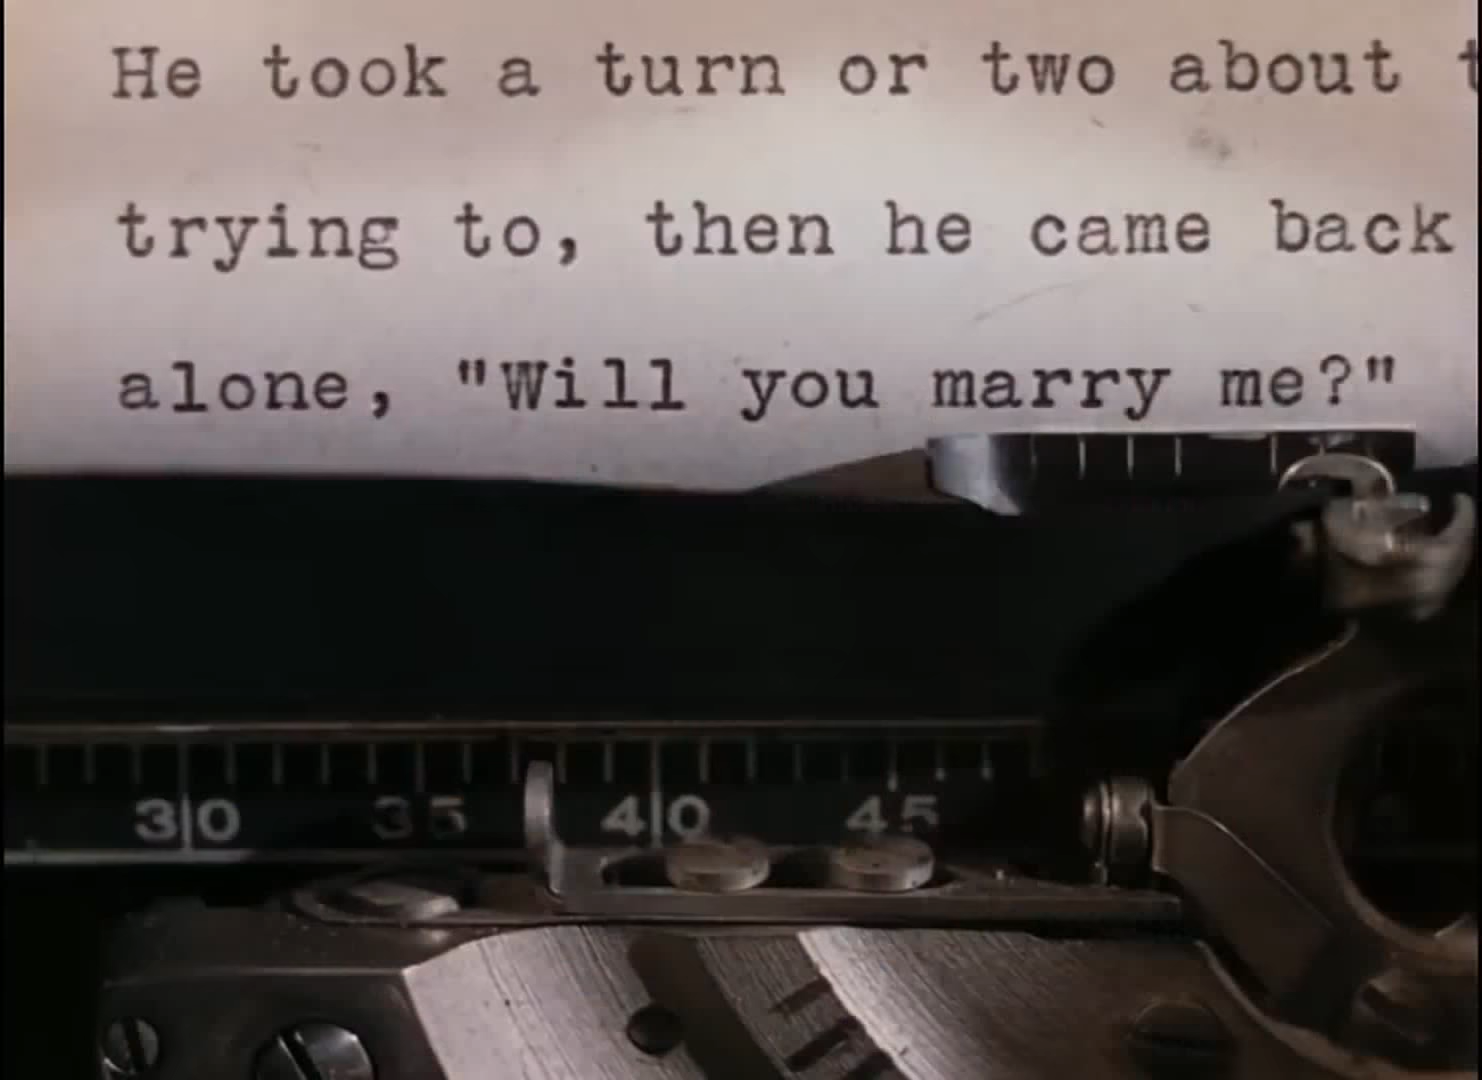 He took a turn or two about
trying to, then he came back
alone, "Will you marry me?"
30 35 40 45